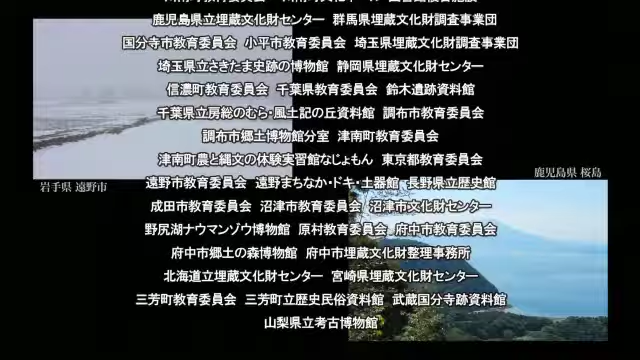 鹿児島県立埋蔵文化財センター 群馬県埋蔵文化財調査事業団
国分寺市教育委員会 小平市教育委員会 埼玉県埋蔵文化財調査事業団
埼玉県立さきたま史跡の博物館 静岡県埋蔵文化財センター
信濃町教育委員会 千葉県教育委員会 鈴木遺跡資料館
千葉県立房総のむら・風土記の丘資料館 調布市教育委員会
調布市郷土博物館分室 津南町教育委員会
津南町農と縄文の体験実習館なじょもん 東京都教育委員会
遠野市教育委員会 遠野まちなか・ドキ・土器館 長野県立歴史館
成田市教育委員会 沼津市教育委員会 沼津市文化財センター
野尻湖ナウマンゾウ博物館 原村教育委員会 府中市教育委員会
府中市郷土の森博物館 府中市埋蔵文化財整理事務所
北海道立埋蔵文化財センター 宮崎県埋蔵文化財センター
三芳町教育委員会 三芳町立歴史民俗資料館 武蔵国分寺跡資料館
山梨県立考古博物館
岩手県 遠野市
鹿児島県 桜島